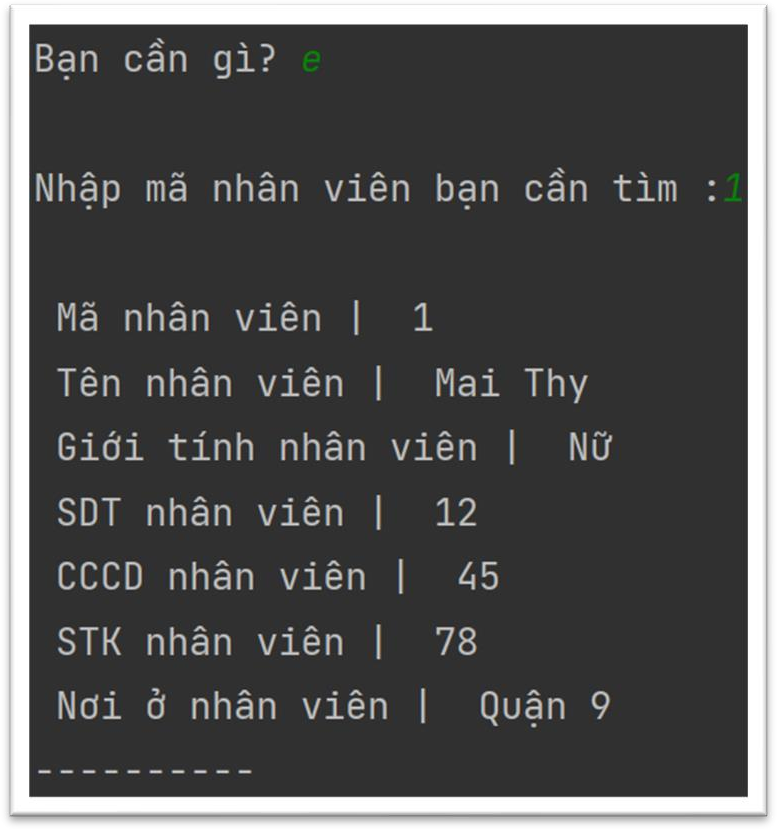 Bạn cần gì? e
Nhập mã nhân viên bạn cần tìm :1
Mã nhân viên |  1
Tên nhân viên |  Mai Thy
Giới tính nhân viên |  Nữ
SDT nhân viên |  12
CCCD nhân viên |  45
STK nhân viên |  78
Nơi ở nhân viên |  Quận 9
----------